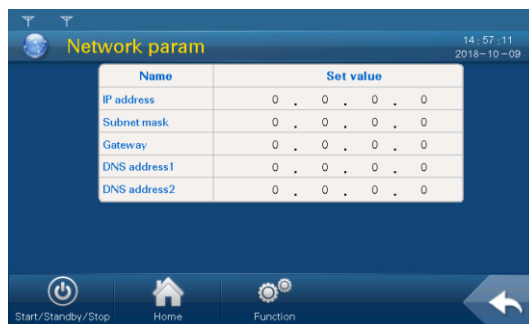 14:57:11
Network param
2018-10-09
Name Set value
IP address 0 . 0 . 0 . 0
Subnet mask 0 . 0 . 0 . 0
Gateway 0 . 0 . 0 . 0
DNS address1 0 . 0 . 0 . 0
DNS address2 0 . 0 . 0 . 0
Start/Standby/Stop Home Function